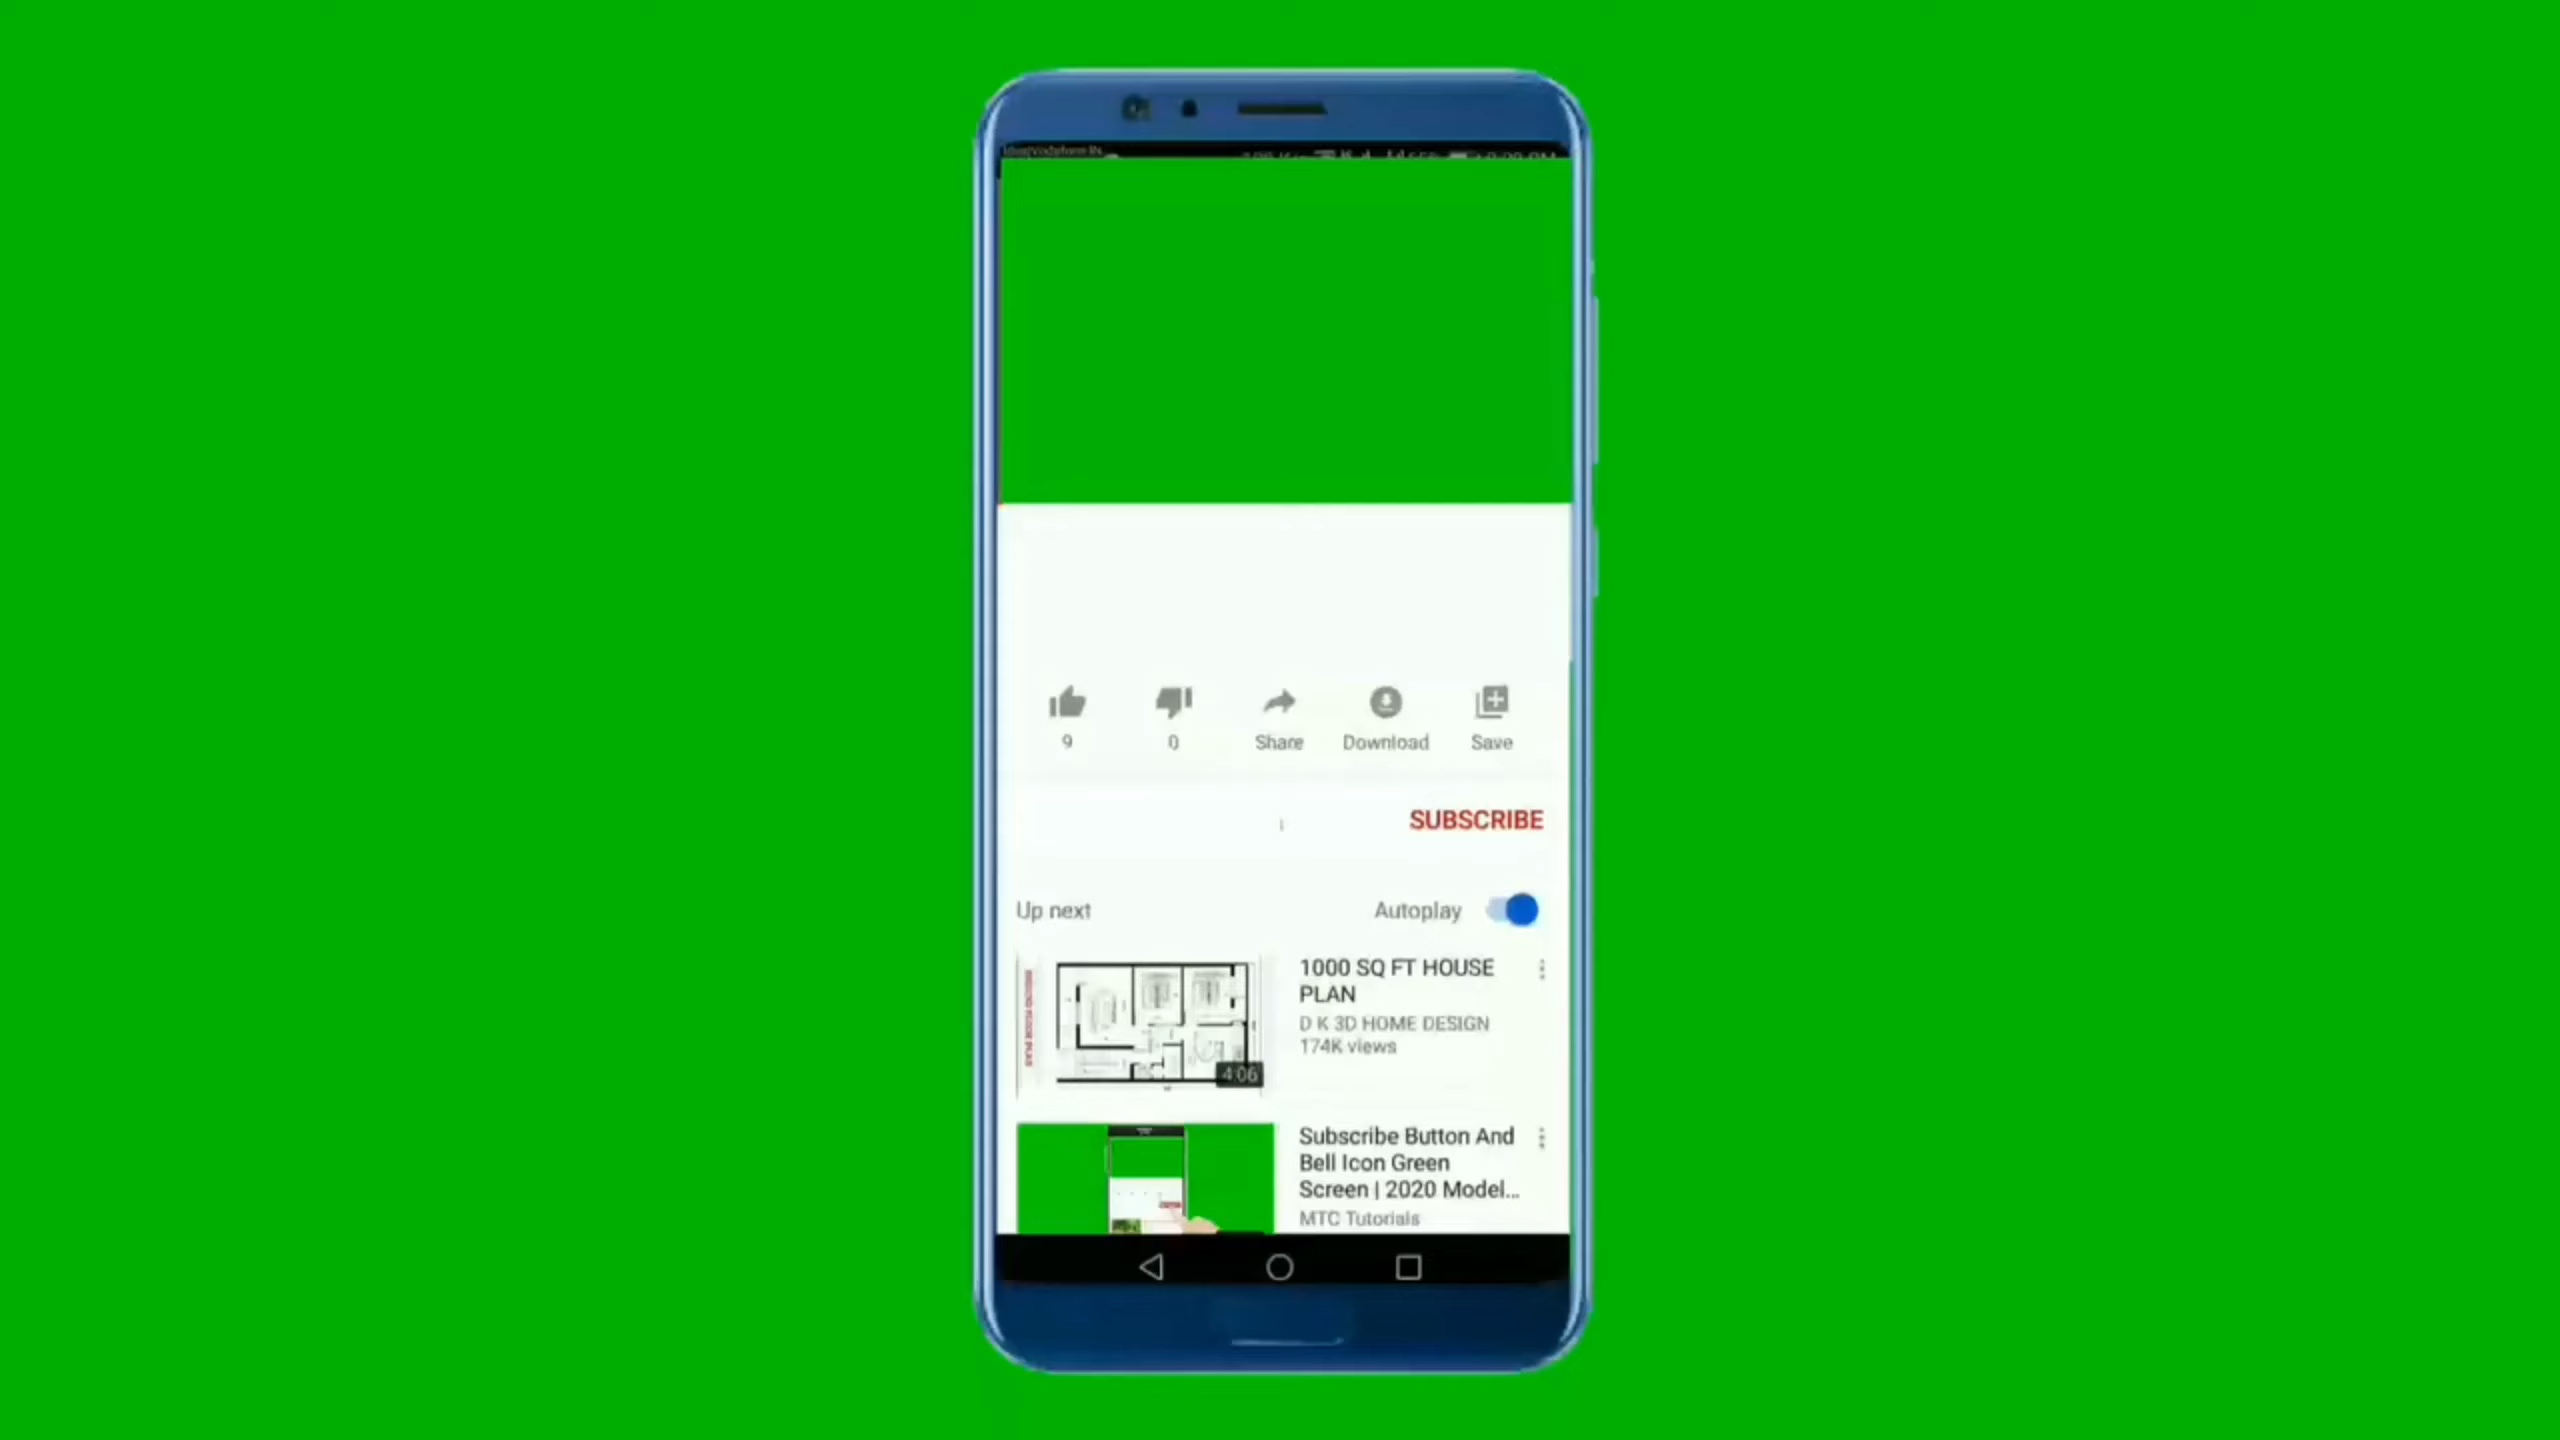 9
0
Share
Download
Save
SUBSCRIBE
Up next
Autoplay
4:06
1000 SQ FT HOUSE
PLAN
D K 3D HOME DESIGN
174K views
Subscribe Button And
Bell Icon Green
Screen | 2020 Model...
MTC Tutorials